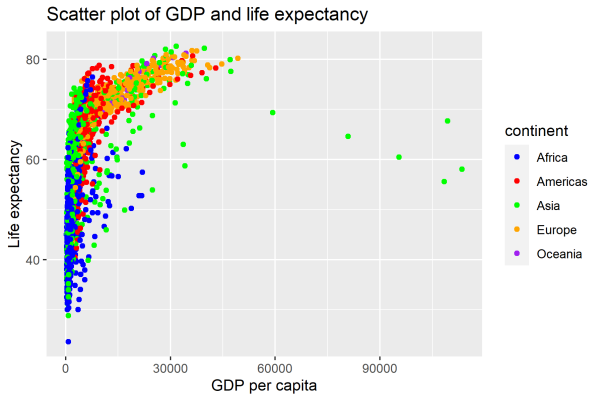 Scatter plot of GDP and life expectancy
80
60
40
Life expectancy
0 30000 60000 90000
GDP per capita
continent
Africa
Americas
Asia
Europe
Oceania